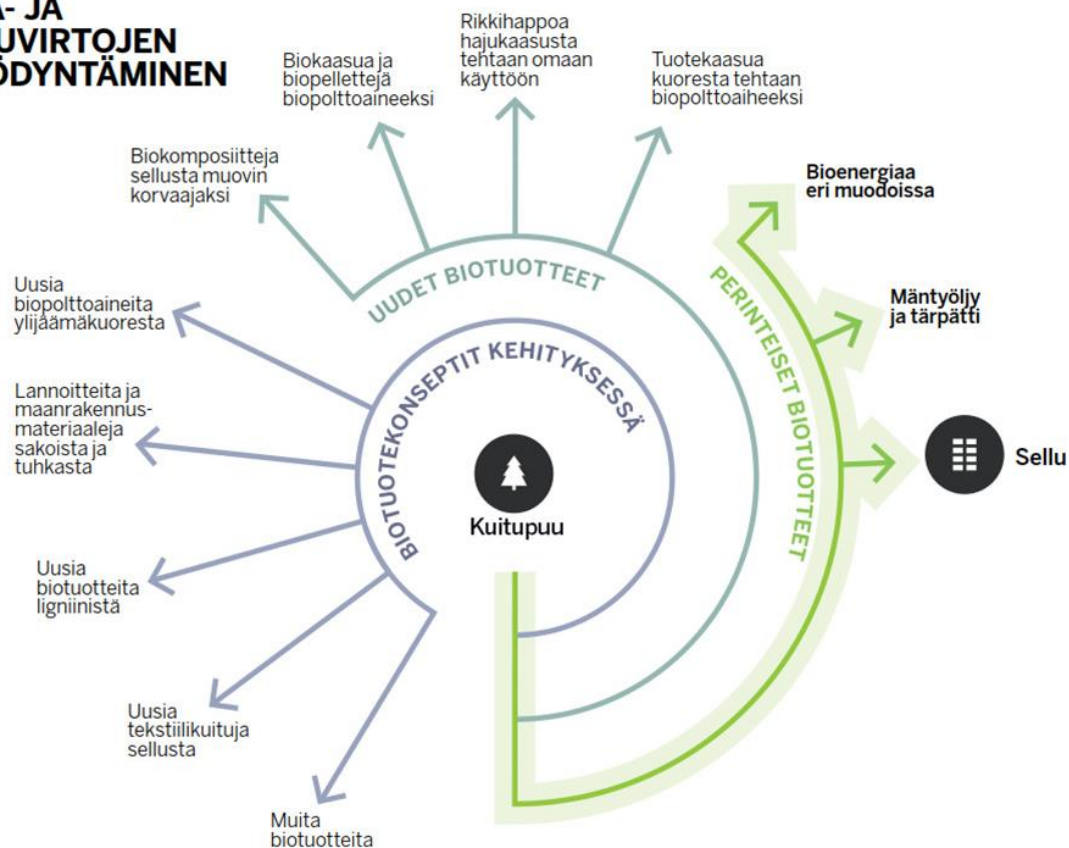 A- JA
UVIRTOJEN
ÖDYNTÄMINEN
Rikkihappoa
hajukaasusta
tehtaan omaan
käyttöön
Biokaasua ja
biopellettejä
biopolttoaineeksi
Tuotekaasua
kuoresta tehtaan
biopolttoaiheeksi
Biokomposiitteja
sellusta muovin
korvaajaksi
Bioenergiaa
eri muodoissa
Uusia
biopolttoaineita
ylijäämäkuoresta
UUDET BIOTUOTTEET
PERINTEISET BIOTUOTTEET
Mäntyöljy
ja tärpätti
BIOTUOTEKONSEPTIT KEHITYKSESSÄ
Lannoitteita ja
maanrakennus-
materiaaleja
sakoista ja
tuhkasta
Sellu
Kuitupuu
Uusia
biotuotteita
ligniinistä
Uusia
tekstiilikuituja
sellusta
Muita
biotuotteita